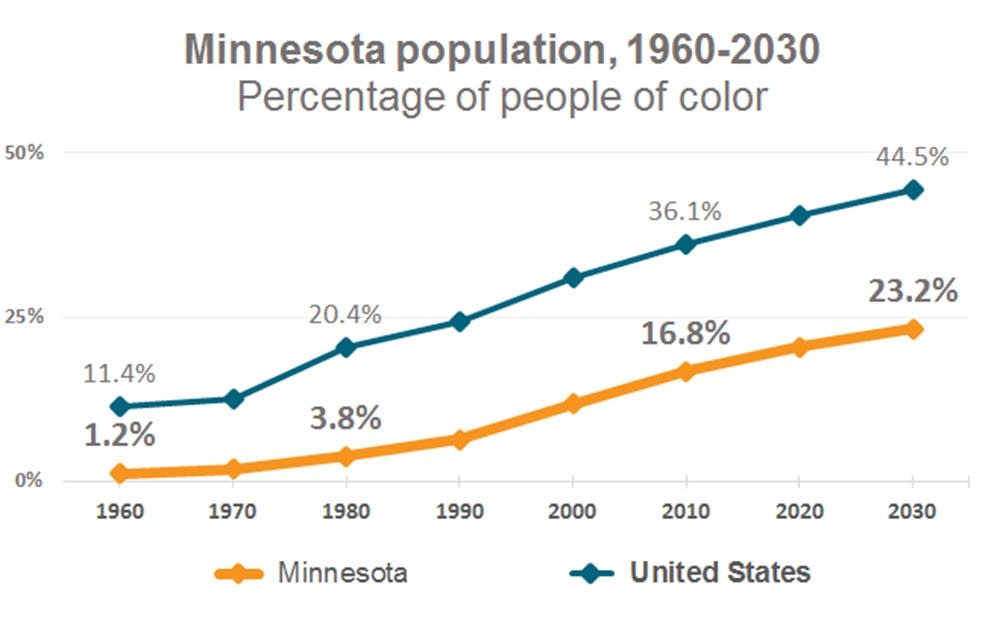 Minnesota population, 1960-2030
Percentage of people of color
50%
44.5%
36.1%
23.2%
25%
20.4%
16.8%
11.4%
3.8%
1.2%
0%
1960 1970 1980 1990 2000 2010 2020 2030
Minnesota United States